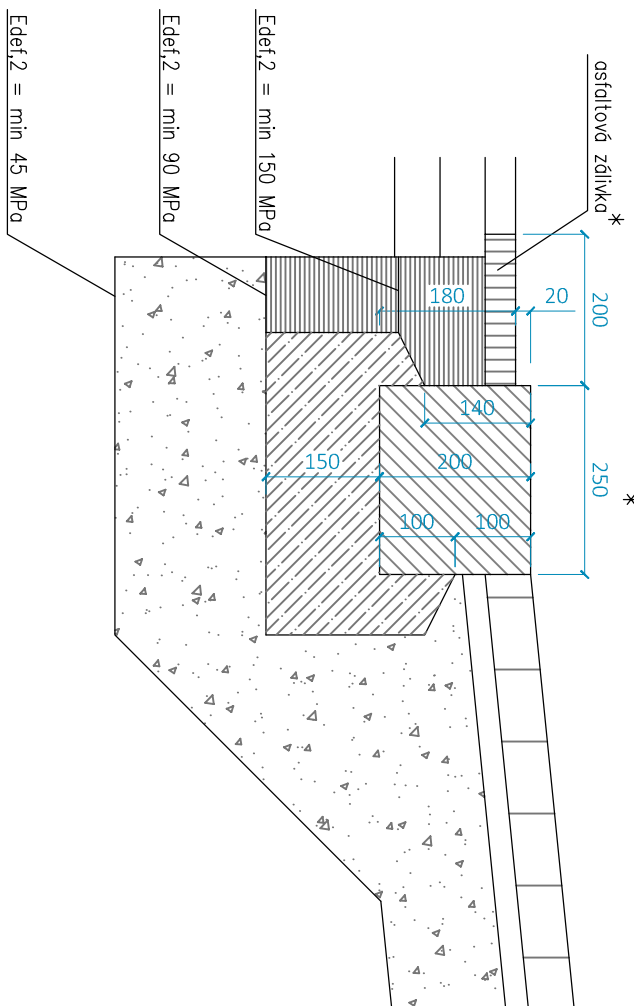 asfaltová zálivka*
Edef,2 = min 150 MPa
Edef,2 = min 90 MPa
Edef,2 = min 45 MPa
200
250
*
20
180
140
150
200
100
100